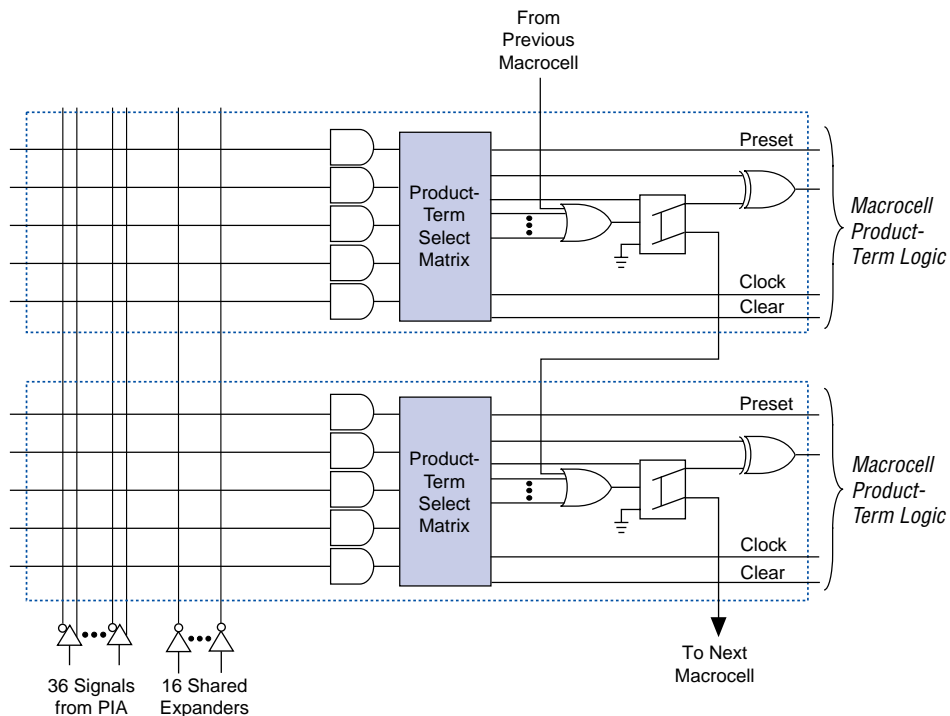 From
Previous
Macrocell
Preset
Product-
Term
Select
Matrix
Macrocell
Product-
Term Logic
Clock
Clear
Preset
Product-
Term
Select
Matrix
Macrocell
Product-
Term Logic
Clock
Clear
36 Signals
from PIA
16 Shared
Expanders
To Next
Macrocell